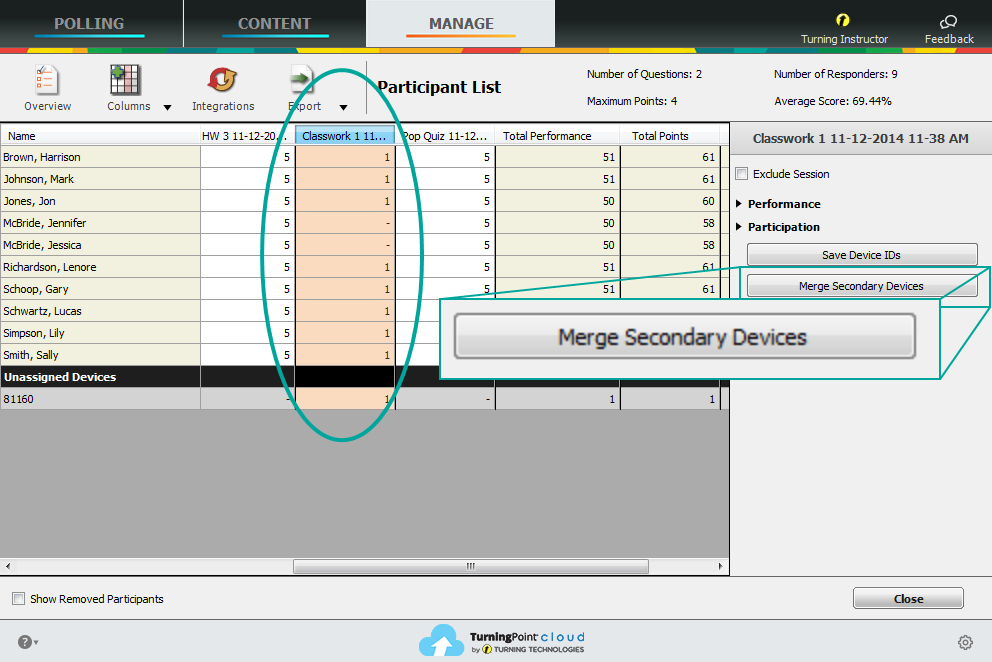 POLLING CONTENT MANAGE
Turning Instructor Feedback
Overview Columns Integrations Export
Participant List
Number of Questions: 2 Number of Responders: 9
Maximum Points: 4 Average Score: 69.44%
Name HW 3 11-12-20... Classwork 1 11... Pop Quiz 11-12... Total Performance Total Points
Brown, Harrison 5 1 5 51 61
Johnson, Mark 5 1 5 51 61
Jones, Jon 5 1 5 50 60
McBride, Jennifer 5 - 5 50 58
McBride, Jessica 5 - 5 50 58
Richardson, Lenore 5 1 5 51 61
Schoop, Gary 5 1 5 51 61
Schwartz, Lucas 5 1
Simpson, Lily 5 1
Smith, Sally 5 1
Unassigned Devices
81160 - 1 - 1 1
Classwork 1 11-12-2014 11-38 AM
Exclude Session
Performance
Participation
Save Device IDs
Merge Secondary Devices
Merge Secondary Devices
Show Removed Participants
Close
?
TurningPoint cloud
by TURNING TECHNOLOGIES